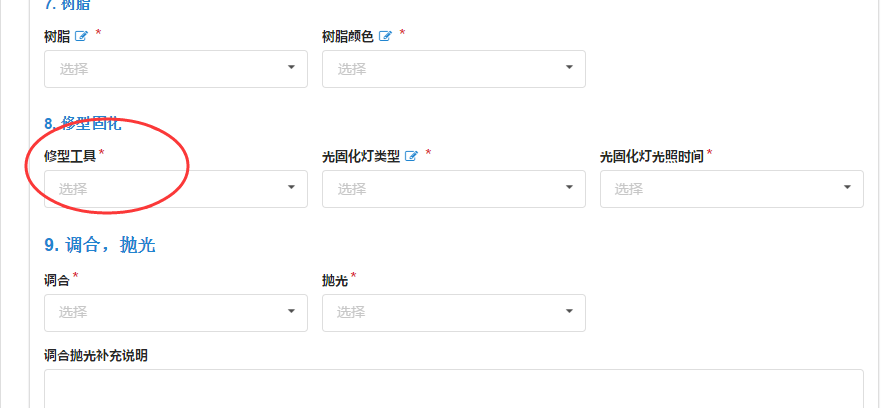 7. 树脂
树脂 * 树脂颜色 *
选择 选择
8. 修型固化
修型工具 * 光固化灯类型 * 光固化灯光照时间 *
选择 选择 选择
9. 调合，抛光
调合 * 抛光 *
选择 选择
调合抛光补充说明